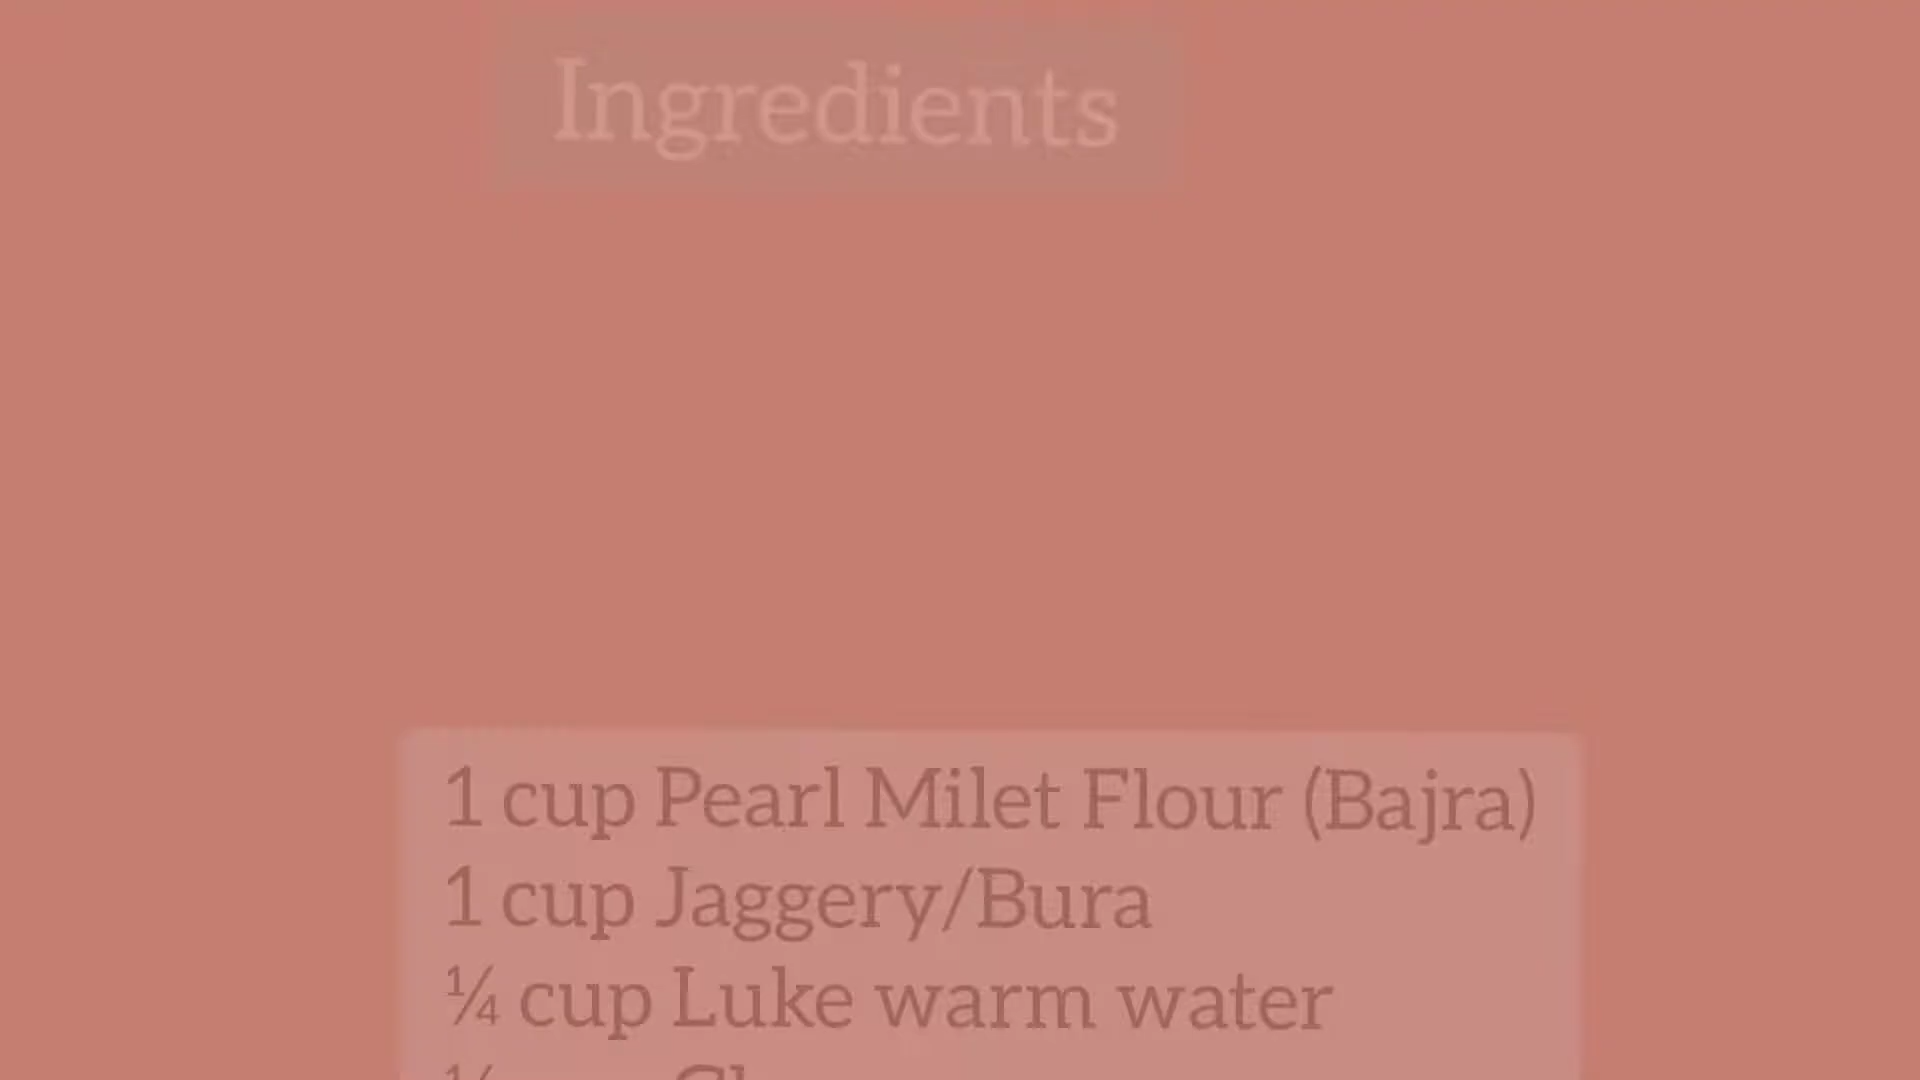 Ingredients
1 cup Pearl Milet Flour (Bajra)
1 cup Jaggery/Bura
¼ cup Luke warm water